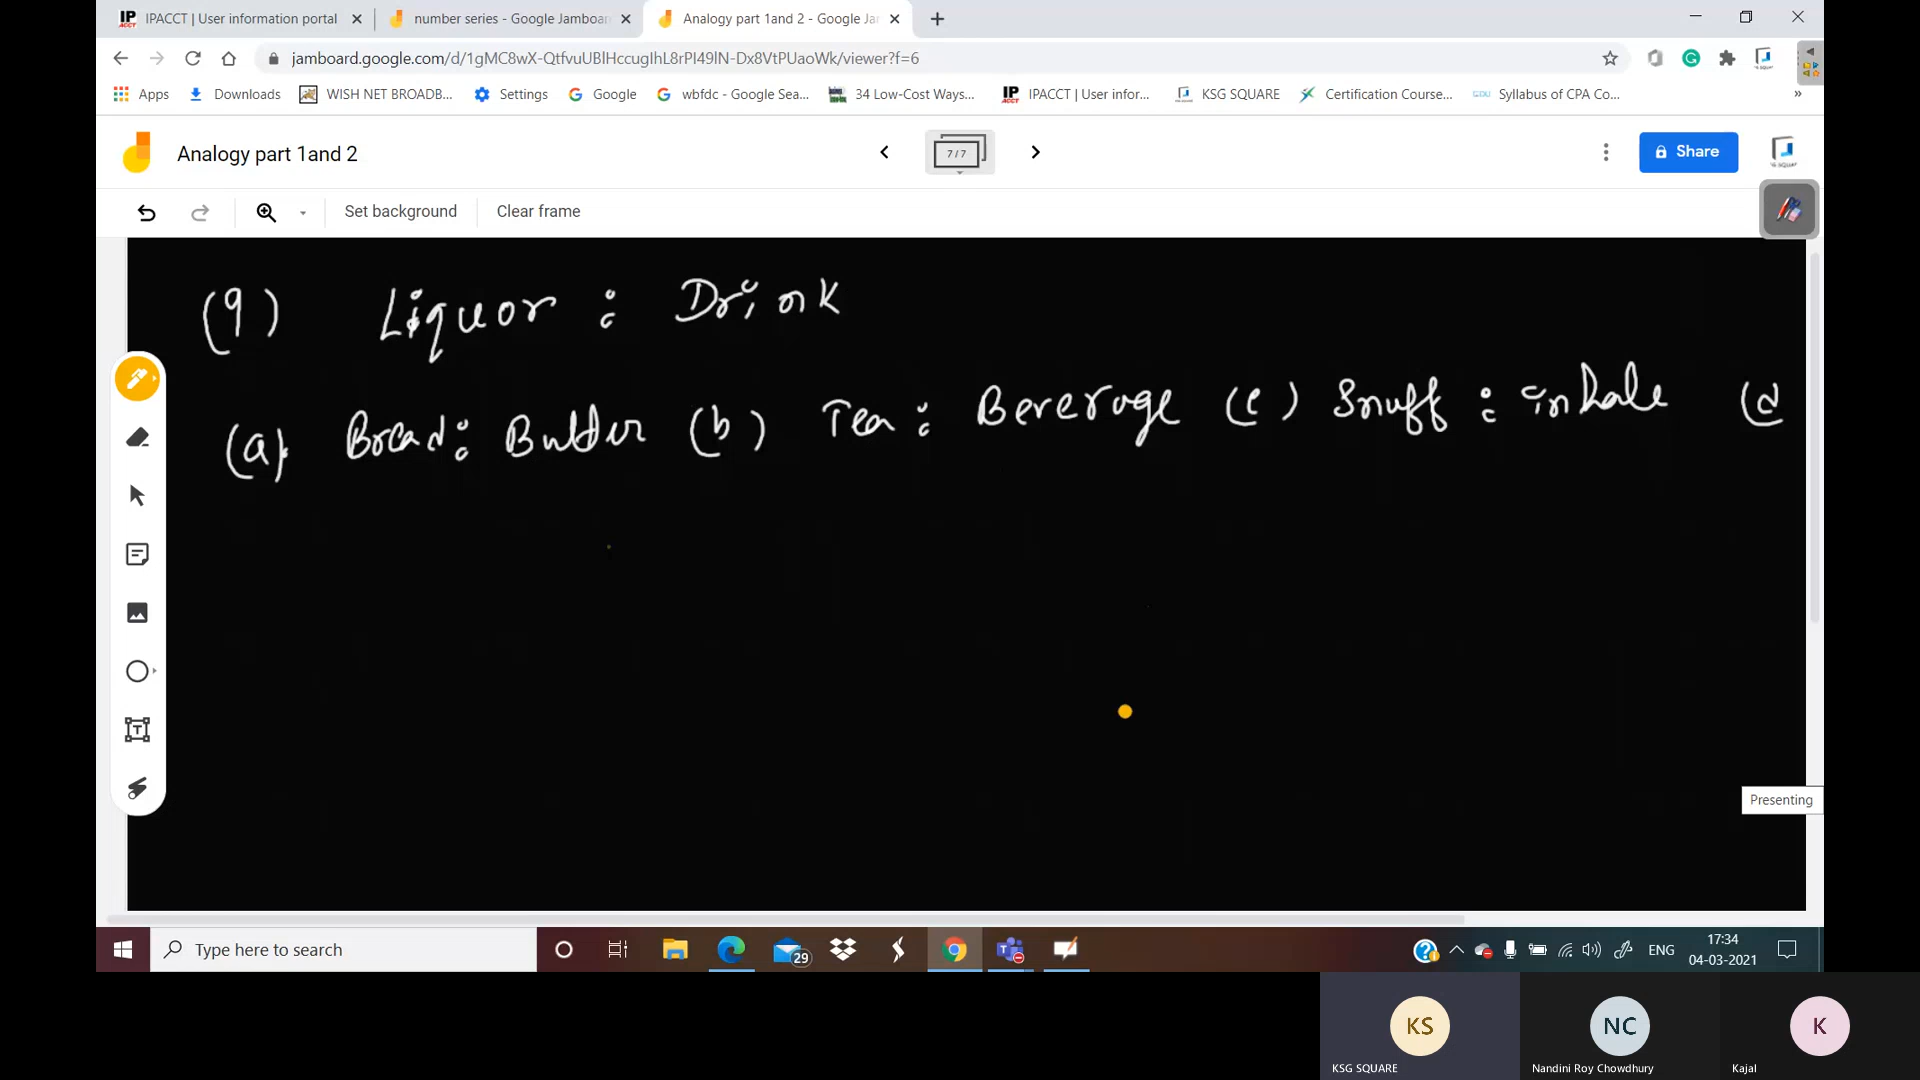 IPACCT | User information portal
number series - Google Jamboar
Analogy part 1and 2 - Google Jar
jamboard.google.com/d/1gMC8wX-QtfvuUBlHccugIhL8rPI49lN-Dx8VtPUaoWk/viewer?f=6
Apps Downloads WISH NET BROADB... Settings Google wbfdc - Google Sea... 34 Low-Cost Ways... IPACCT | User infor... KSG SQUARE Certification Course... Syllabus of CPA Co... »
Analogy part 1and 2
7 / 7
Share
Set background Clear frame
(9) Liquor : Drink
(a) Bread : Butter (b) Tea : Beverage (c) Snuff : inhale (d
Presenting
Type here to search
29
ENG
17:34
04-03-2021
KS NC K
KSG SQUARE Nandini Roy Chowdhury Kajal